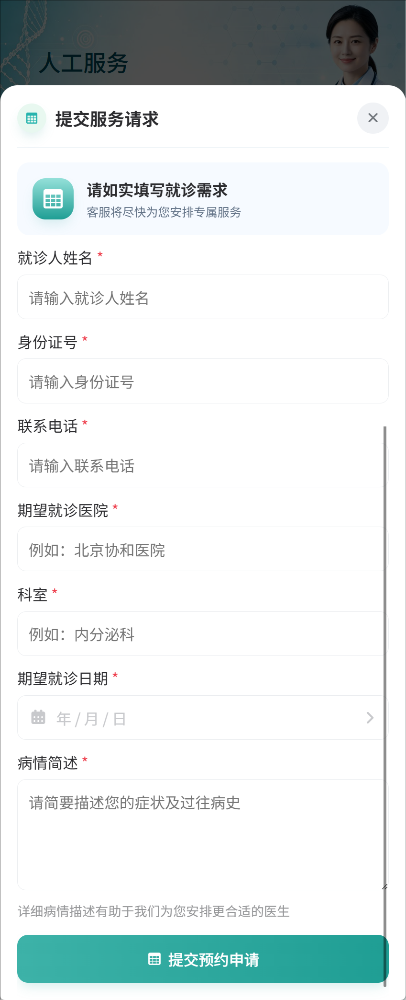 人工服务
提交服务请求
请如实填写就诊需求
客服将尽快为您安排专属服务
就诊人姓名 *
请输入就诊人姓名
身份证号 *
请输入身份证号
联系电话 *
请输入联系电话
期望就诊医院 *
例如：北京协和医院
科室 *
例如：内分泌科
期望就诊日期 *
年 / 月 / 日
病情简述 *
请简要描述您的症状及过往病史
详细病情描述有助于我们为您安排更合适的医生
提交预约申请